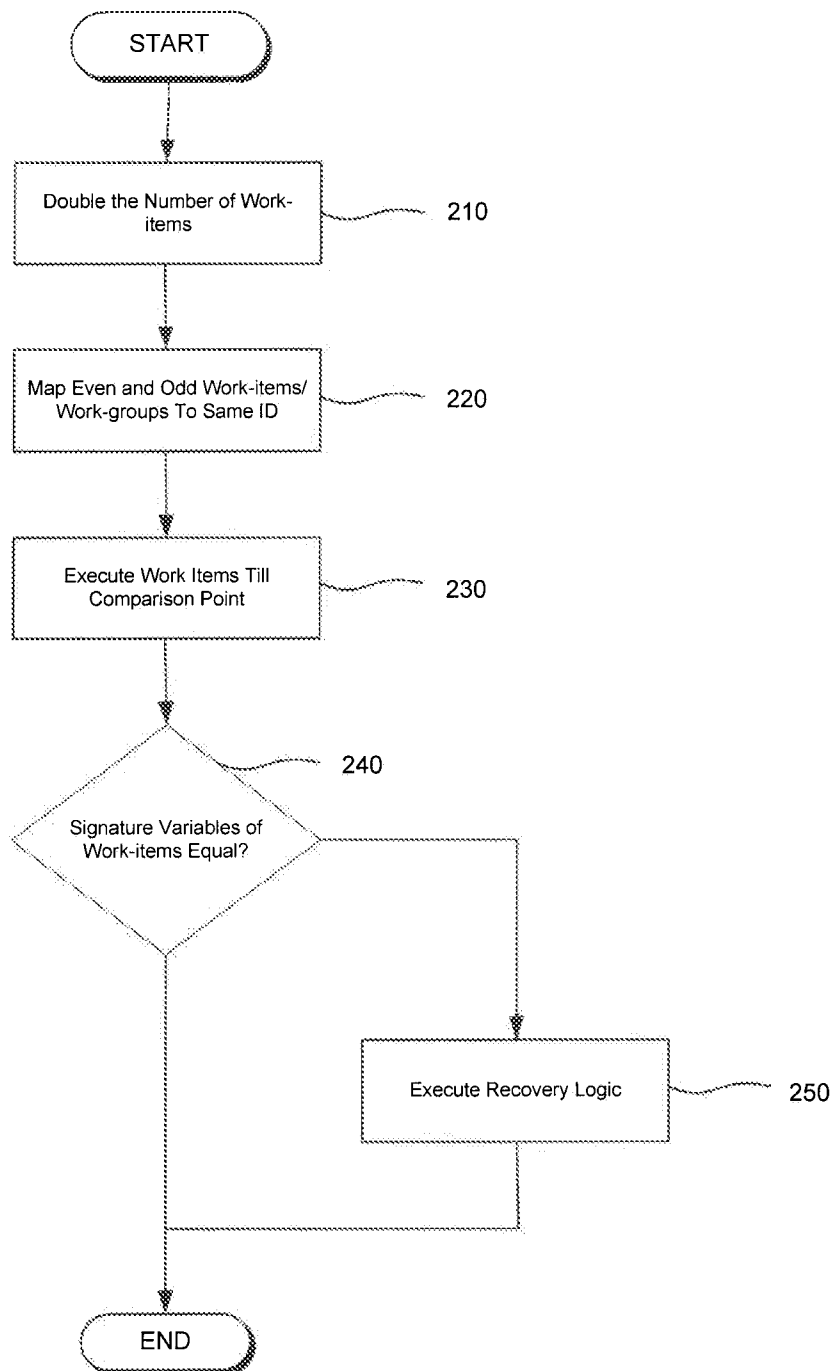 START
Double the Number of Work-
items
210
Map Even and Odd Work-items/
Work-groups To Same ID
220
Execute Work Items Till
Comparison Point
230
240
Signature Variables of
Work-items Equal?
Execute Recovery Logic
250
END